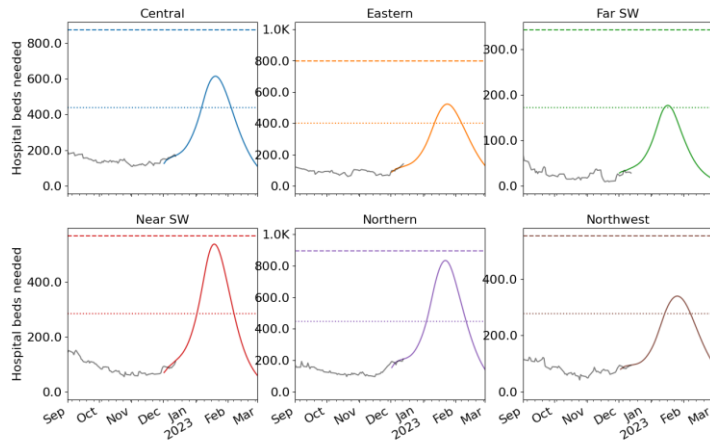 Central
Eastern
Far SW
Hospital beds needed
800.0
600.0
400.0
200.0
0.0
1.0K
800.0
600.0
400.0
200.0
0.0
300.0
200.0
100.0
0.0
Near SW
Northern
Northwest
Hospital beds needed
400.0
200.0
0.0
1.0K
800.0
600.0
400.0
200.0
0.0
400.0
200.0
0.0
Sep
Oct
Nov
Dec
Jan
2023
Feb
Mar
Sep
Oct
Nov
Dec
Jan
2023
Feb
Mar
Sep
Oct
Nov
Dec
Jan
2023
Feb
Mar